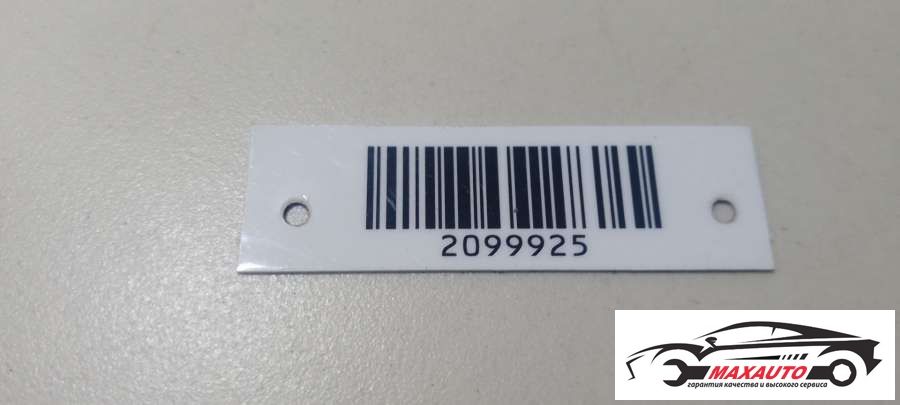 2099925
MAXAUTO
гарантия качества и высокого сервиса